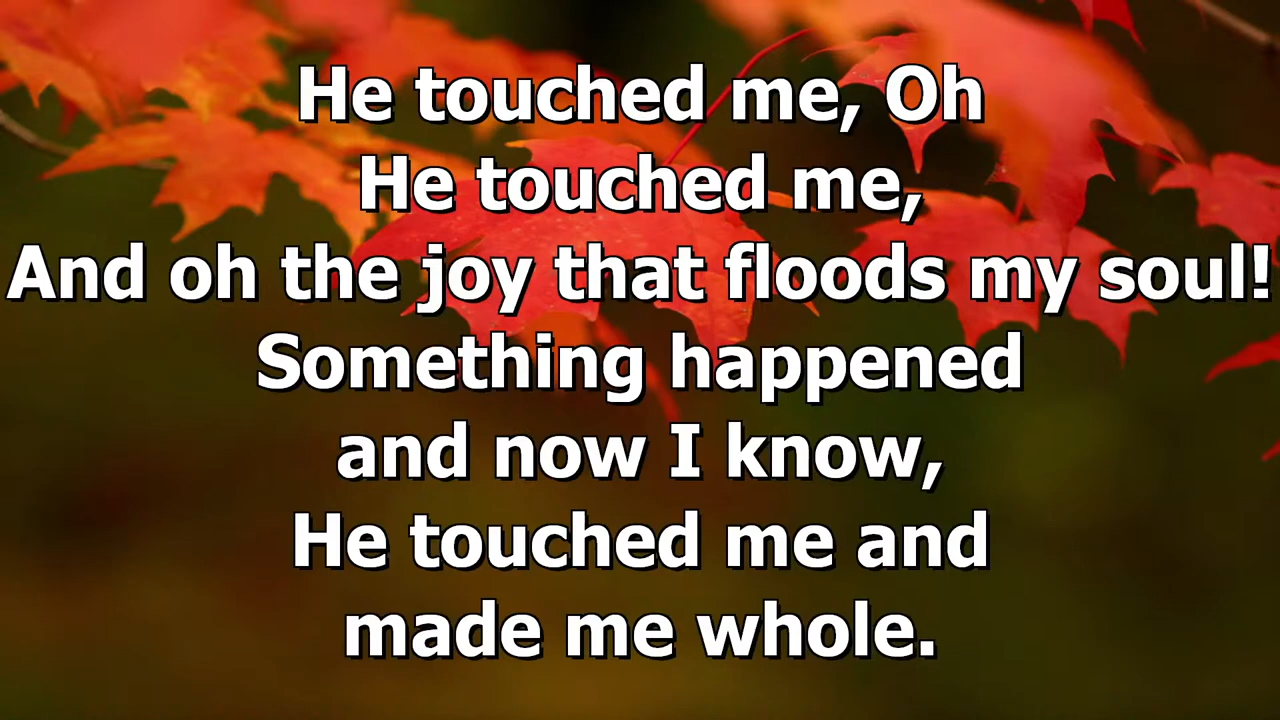 He touched me, Oh
He touched me,
And oh the joy that floods my soul!
Something happened
and now I know,
He touched me and
made me whole.